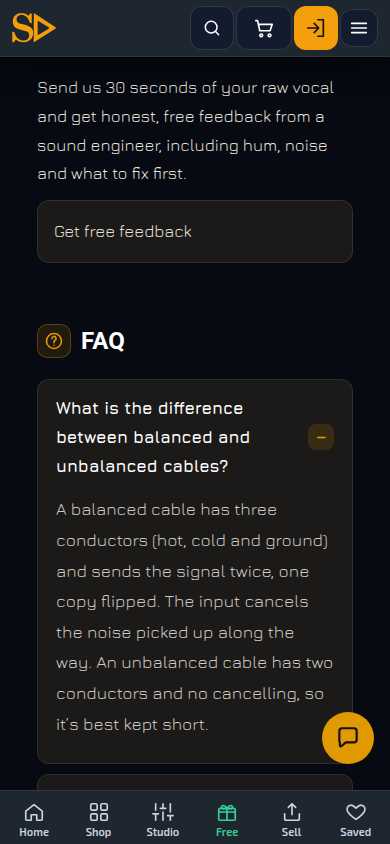 S
Send us 30 seconds of your raw vocal
and get honest, free feedback from a
sound engineer, including hum, noise
and what to fix first.
Get free feedback
FAQ
What is the difference
between balanced and
unbalanced cables?
A balanced cable has three
conductors (hot, cold and ground)
and sends the signal twice, one
copy flipped. The input cancels
the noise picked up along the
way. An unbalanced cable has two
conductors and no cancelling, so
it's best kept short.
Home Shop Studio Free Sell Saved